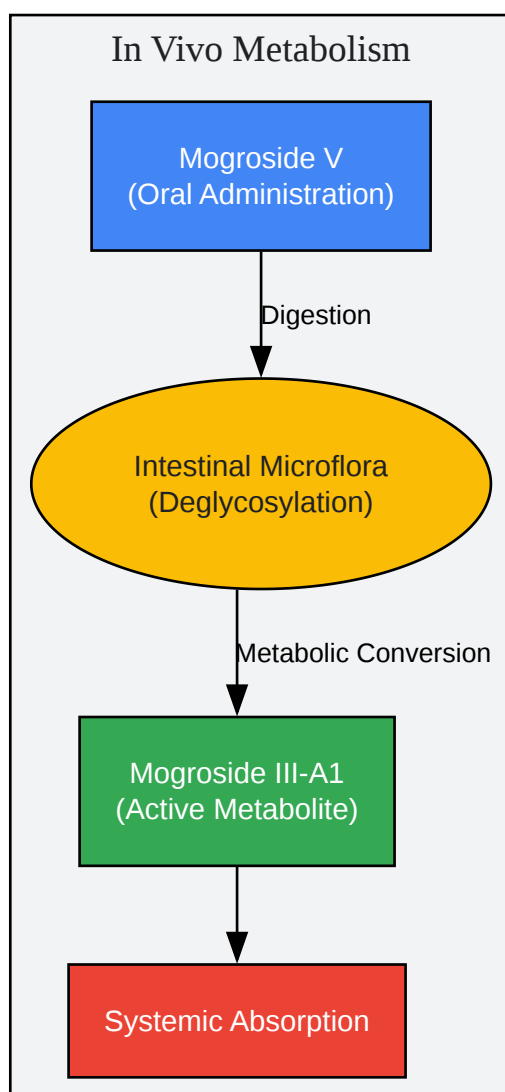 In Vivo Metabolism
Mogroside V
(Oral Administration)
Digestion
Intestinal Microflora
(Deglycosylation)
Metabolic Conversion
Mogroside III-A1
(Active Metabolite)
Systemic Absorption